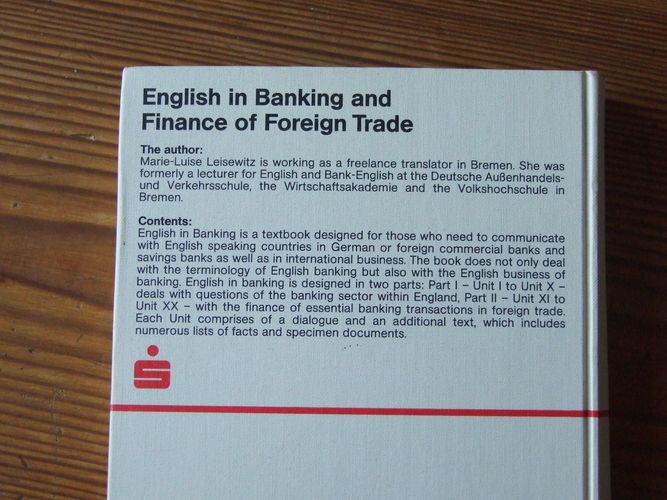 English in Banking and
Finance of Foreign Trade
The author:
Marie-Luise Leisewitz is working as a freelance translator in Bremen. She was
formerly a lecturer for English and Bank-English at the Deutsche Außenhandels-
und Verkehrsschule, the Wirtschaftsakademie and the Volkshochschule in
Bremen.
Contents:
English in Banking is a textbook designed for those who need to communicate
with English speaking countries in German or foreign commercial banks and
savings banks as well as in international business. The book does not only deal
with the terminology of English banking but also with the English business of
banking. English in banking is designed in two parts: Part I – Unit I to Unit X –
deals with questions of the banking sector within England, Part II – Unit XI to
Unit XX – with the finance of essential banking transactions in foreign trade.
Each Unit comprises of a dialogue and an additional text, which includes
numerous lists of facts and specimen documents.